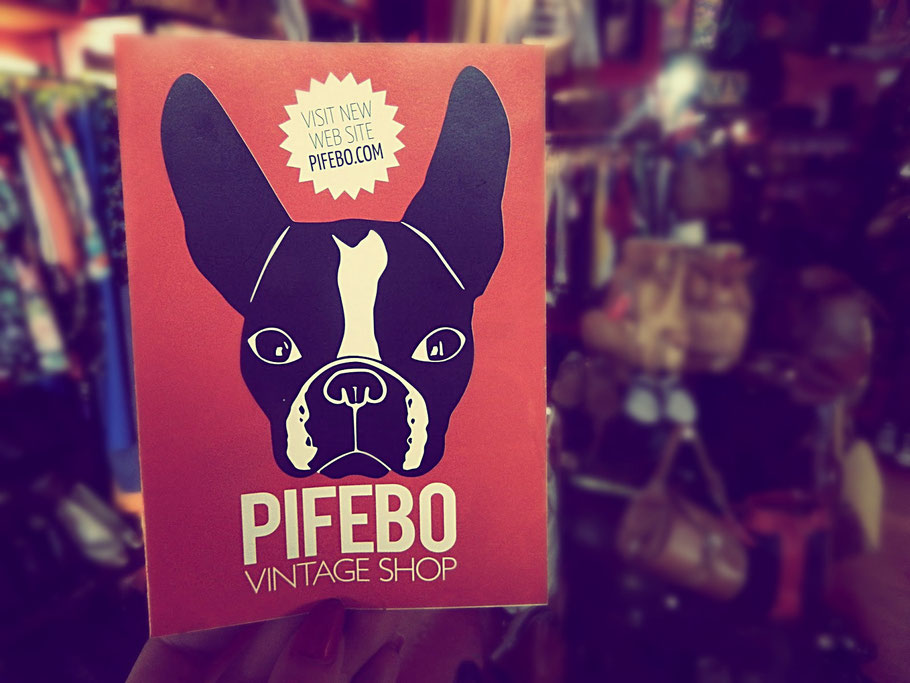 VISIT NEW
WEB SITE
PIFEBO.COM
PIFEBO
VINTAGE SHOP